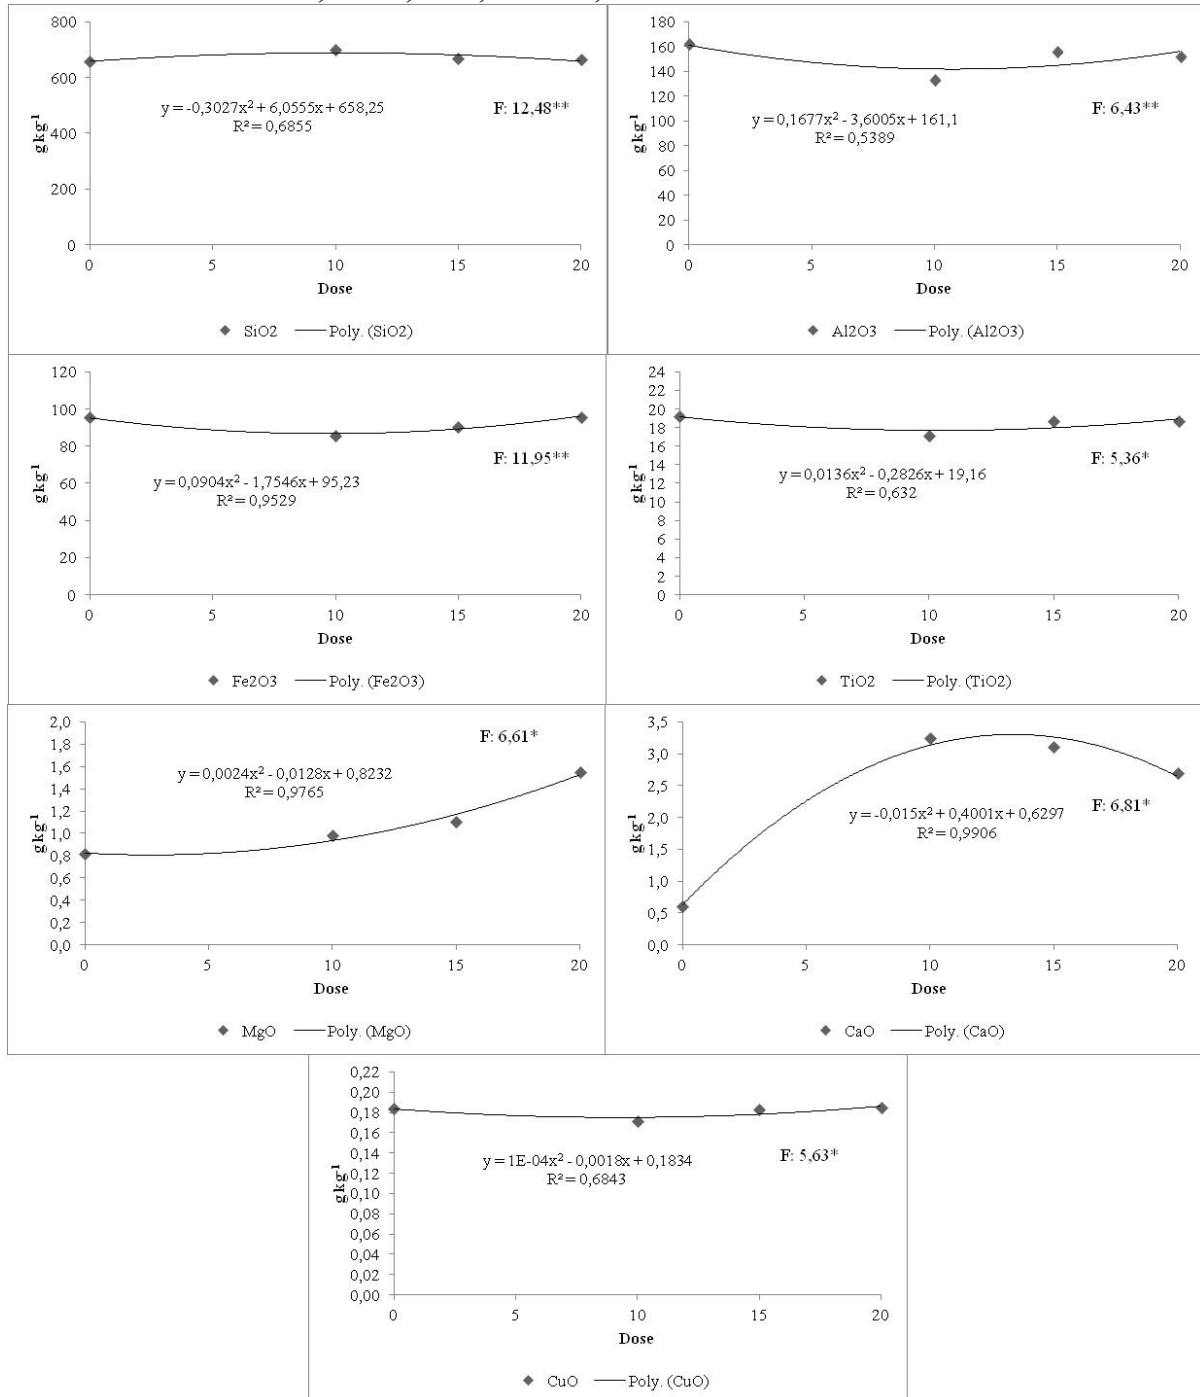 800
600
400
200
0
0 5 10 15 20
g kg-1
Dose
y = -0,3027x² + 6,0555x + 658,25
R² = 0,6855
F: 12,48**
SiO2 Poly. (SiO2)
180
160
140
120
100
80
60
40
20
0
0 5 10 15 20
g kg-1
Dose
y = 0,1677x² - 3,6005x + 161,1
R² = 0,5389
F: 6,43**
Al2O3 Poly. (Al2O3)
120
100
80
60
40
20
0
0 5 10 15 20
g kg-1
Dose
y = 0,0904x² - 1,7546x + 95,23
R² = 0,9529
F: 11,95**
Fe2O3 Poly. (Fe2O3)
24
22
20
18
16
14
12
10
8
6
4
2
0
0 5 10 15 20
g kg-1
Dose
y = 0,0136x² - 0,2826x + 19,16
R² = 0,632
F: 5,36*
TiO2 Poly. (TiO2)
2,0
1,8
1,6
1,4
1,2
1,0
0,8
0,6
0,4
0,2
0,0
0 5 10 15 20
g kg-1
Dose
y = 0,0024x² - 0,0128x + 0,8232
R² = 0,9765
F: 6,61*
MgO Poly. (MgO)
3,5
3,0
2,5
2,0
1,5
1,0
0,5
0,0
0 5 10 15 20
g kg-1
Dose
y = -0,015x² + 0,4001x + 0,6297
R² = 0,9906
F: 6,81*
CaO Poly. (CaO)
0,22
0,20
0,18
0,16
0,14
0,12
0,10
0,08
0,06
0,04
0,02
0,00
0 5 10 15 20
g kg-1
Dose
y = 1E-04x² - 0,0018x + 0,1834
R² = 0,6843
F: 5,63*
CuO Poly. (CuO)